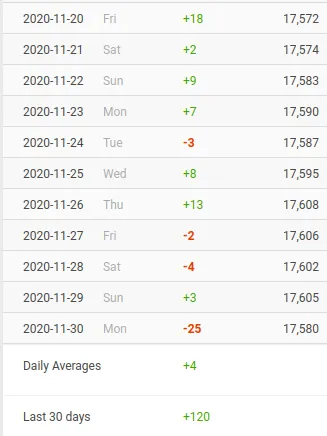 2020-11-20 Fri +18 17,572
2020-11-21 Sat +2 17,574
2020-11-22 Sun +9 17,583
2020-11-23 Mon +7 17,590
2020-11-24 Tue -3 17,587
2020-11-25 Wed +8 17,595
2020-11-26 Thu +13 17,608
2020-11-27 Fri -2 17,606
2020-11-28 Sat -4 17,602
2020-11-29 Sun +3 17,605
2020-11-30 Mon -25 17,580
Daily Averages +4
Last 30 days +120